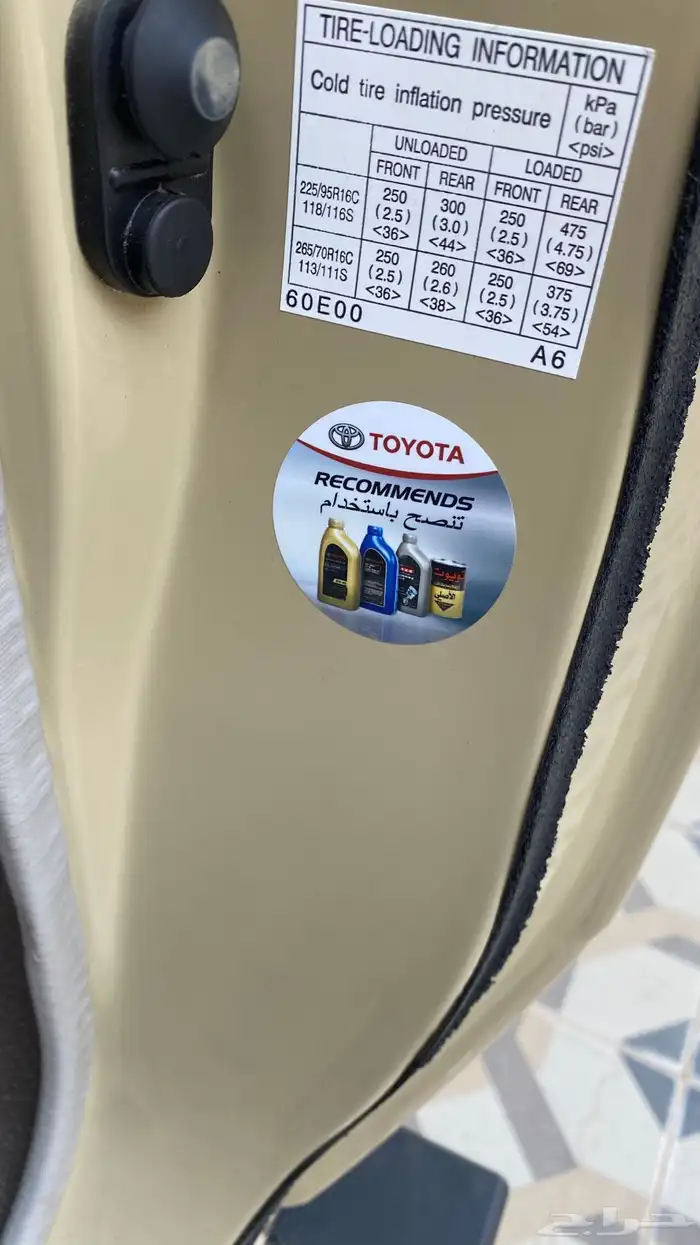 TIRE-LOADING INFORMATION
Cold tire inflation pressure
kPa
(bar)
<psi>
UNLOADED LOADED
FRONT REAR FRONT REAR
225/95R16C
118/116S
250
(2.5)
<36>
300
(3.0)
<44>
250
(2.5)
<36>
475
(4.75)
<69>
265/70R16C
113/111S
250
(2.5)
<36>
260
(2.6)
<38>
250
(2.5)
<36>
375
(3.75)
<54>
60E00 A6
TOYOTA
RECOMMENDS
تنصح باستخدام
تويوتا
الأصلي
حراج